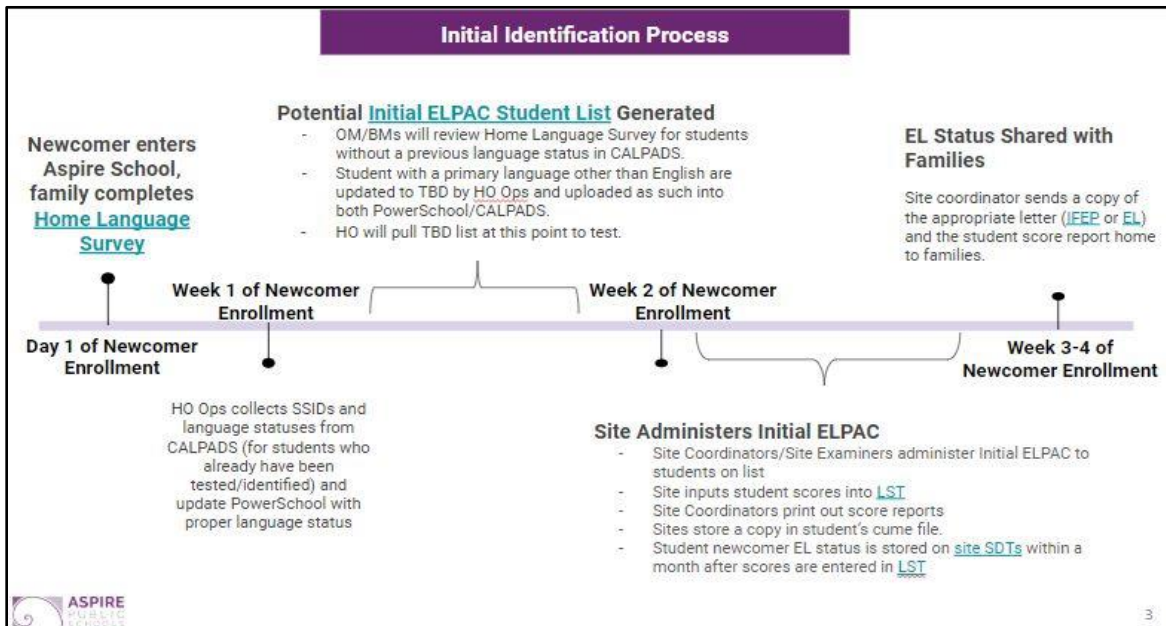 Initial Identification Process
Newcomer enters
Aspire School,
family completes
Home Language
Survey
Potential Initial ELPAC Student List Generated
- OM/BMs will review Home Language Survey for students
without a previous language status in CALPADS.
- Student with a primary language other than English are
updated to TBD by HO Ops and uploaded as such into
both PowerSchool/CALPADS.
- HO will pull TBD list at this point to test.
EL Status Shared with
Families
Site coordinator sends a copy of
the appropriate letter (IFEP or EL)
and the student score report home
to families.
Day 1 of Newcomer
Enrollment
Week 1 of Newcomer
Enrollment
Week 2 of Newcomer
Enrollment
Week 3-4 of
Newcomer Enrollment
HO Ops collects SSIDs and
language statuses from
CALPADS (for students who
already have been
tested/identified) and
update PowerSchool with
proper language status
Site Administers Initial ELPAC
- Site Coordinators/Site Examiners administer Initial ELPAC to
students on list
- Site inputs student scores into LST
- Site Coordinators print out score reports
- Sites store a copy in student's cume file.
- Student newcomer EL status is stored on site SDTs within a
month after scores are entered in LST
ASPIRE
PUBLIC
SCHOOLS
3